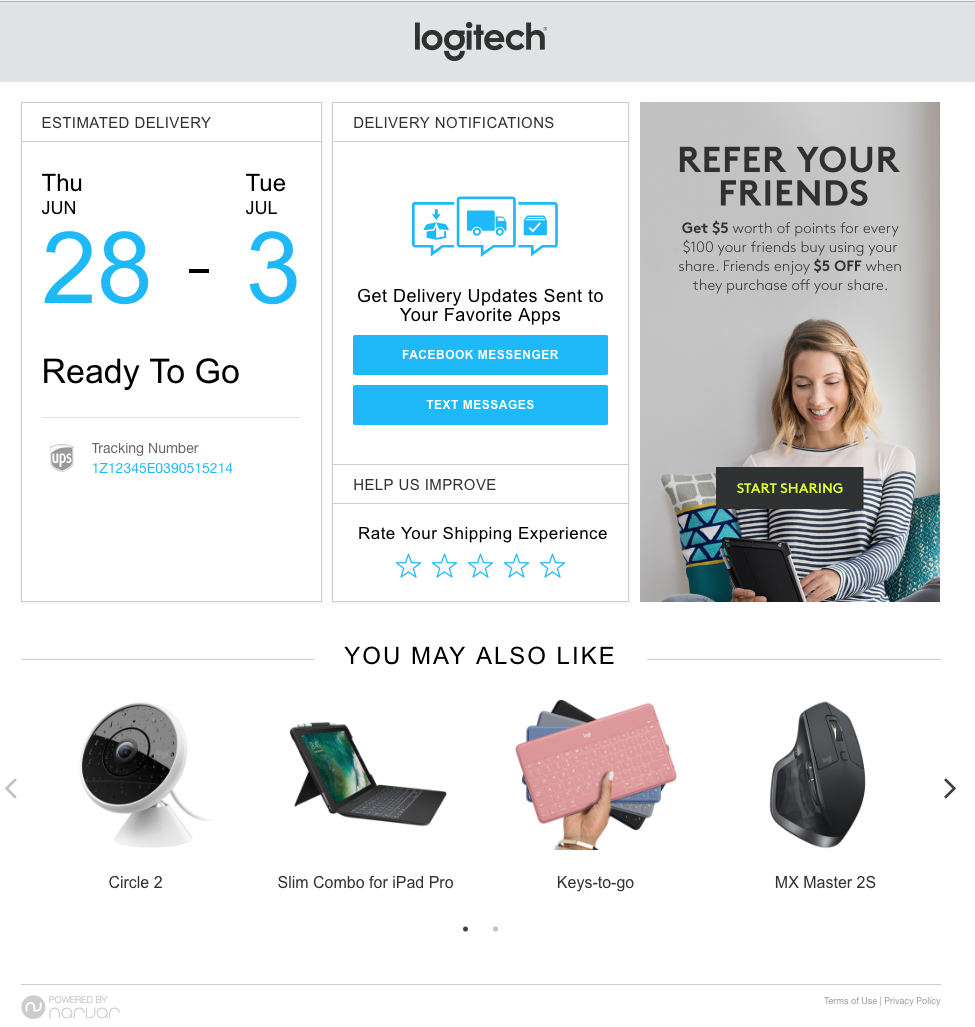 logitech
ESTIMATED DELIVERY
Thu
JUN
28
-
Tue
JUL
3
Ready To Go
ups
Tracking Number
1Z12345E0390515214
DELIVERY NOTIFICATIONS
Get Delivery Updates Sent to
Your Favorite Apps
FACEBOOK MESSENGER
TEXT MESSAGES
HELP US IMPROVE
Rate Your Shipping Experience
REFER YOUR
FRIENDS
Get $5 worth of points for every
$100 your friends buy using your
share. Friends enjoy $5 OFF when
they purchase off your share.
START SHARING
YOU MAY ALSO LIKE
logi
Circle 2
Slim Combo for iPad Pro
Keys-to-go
MX Master 2S
POWERED BY
narvar
Terms of Use | Privacy Policy